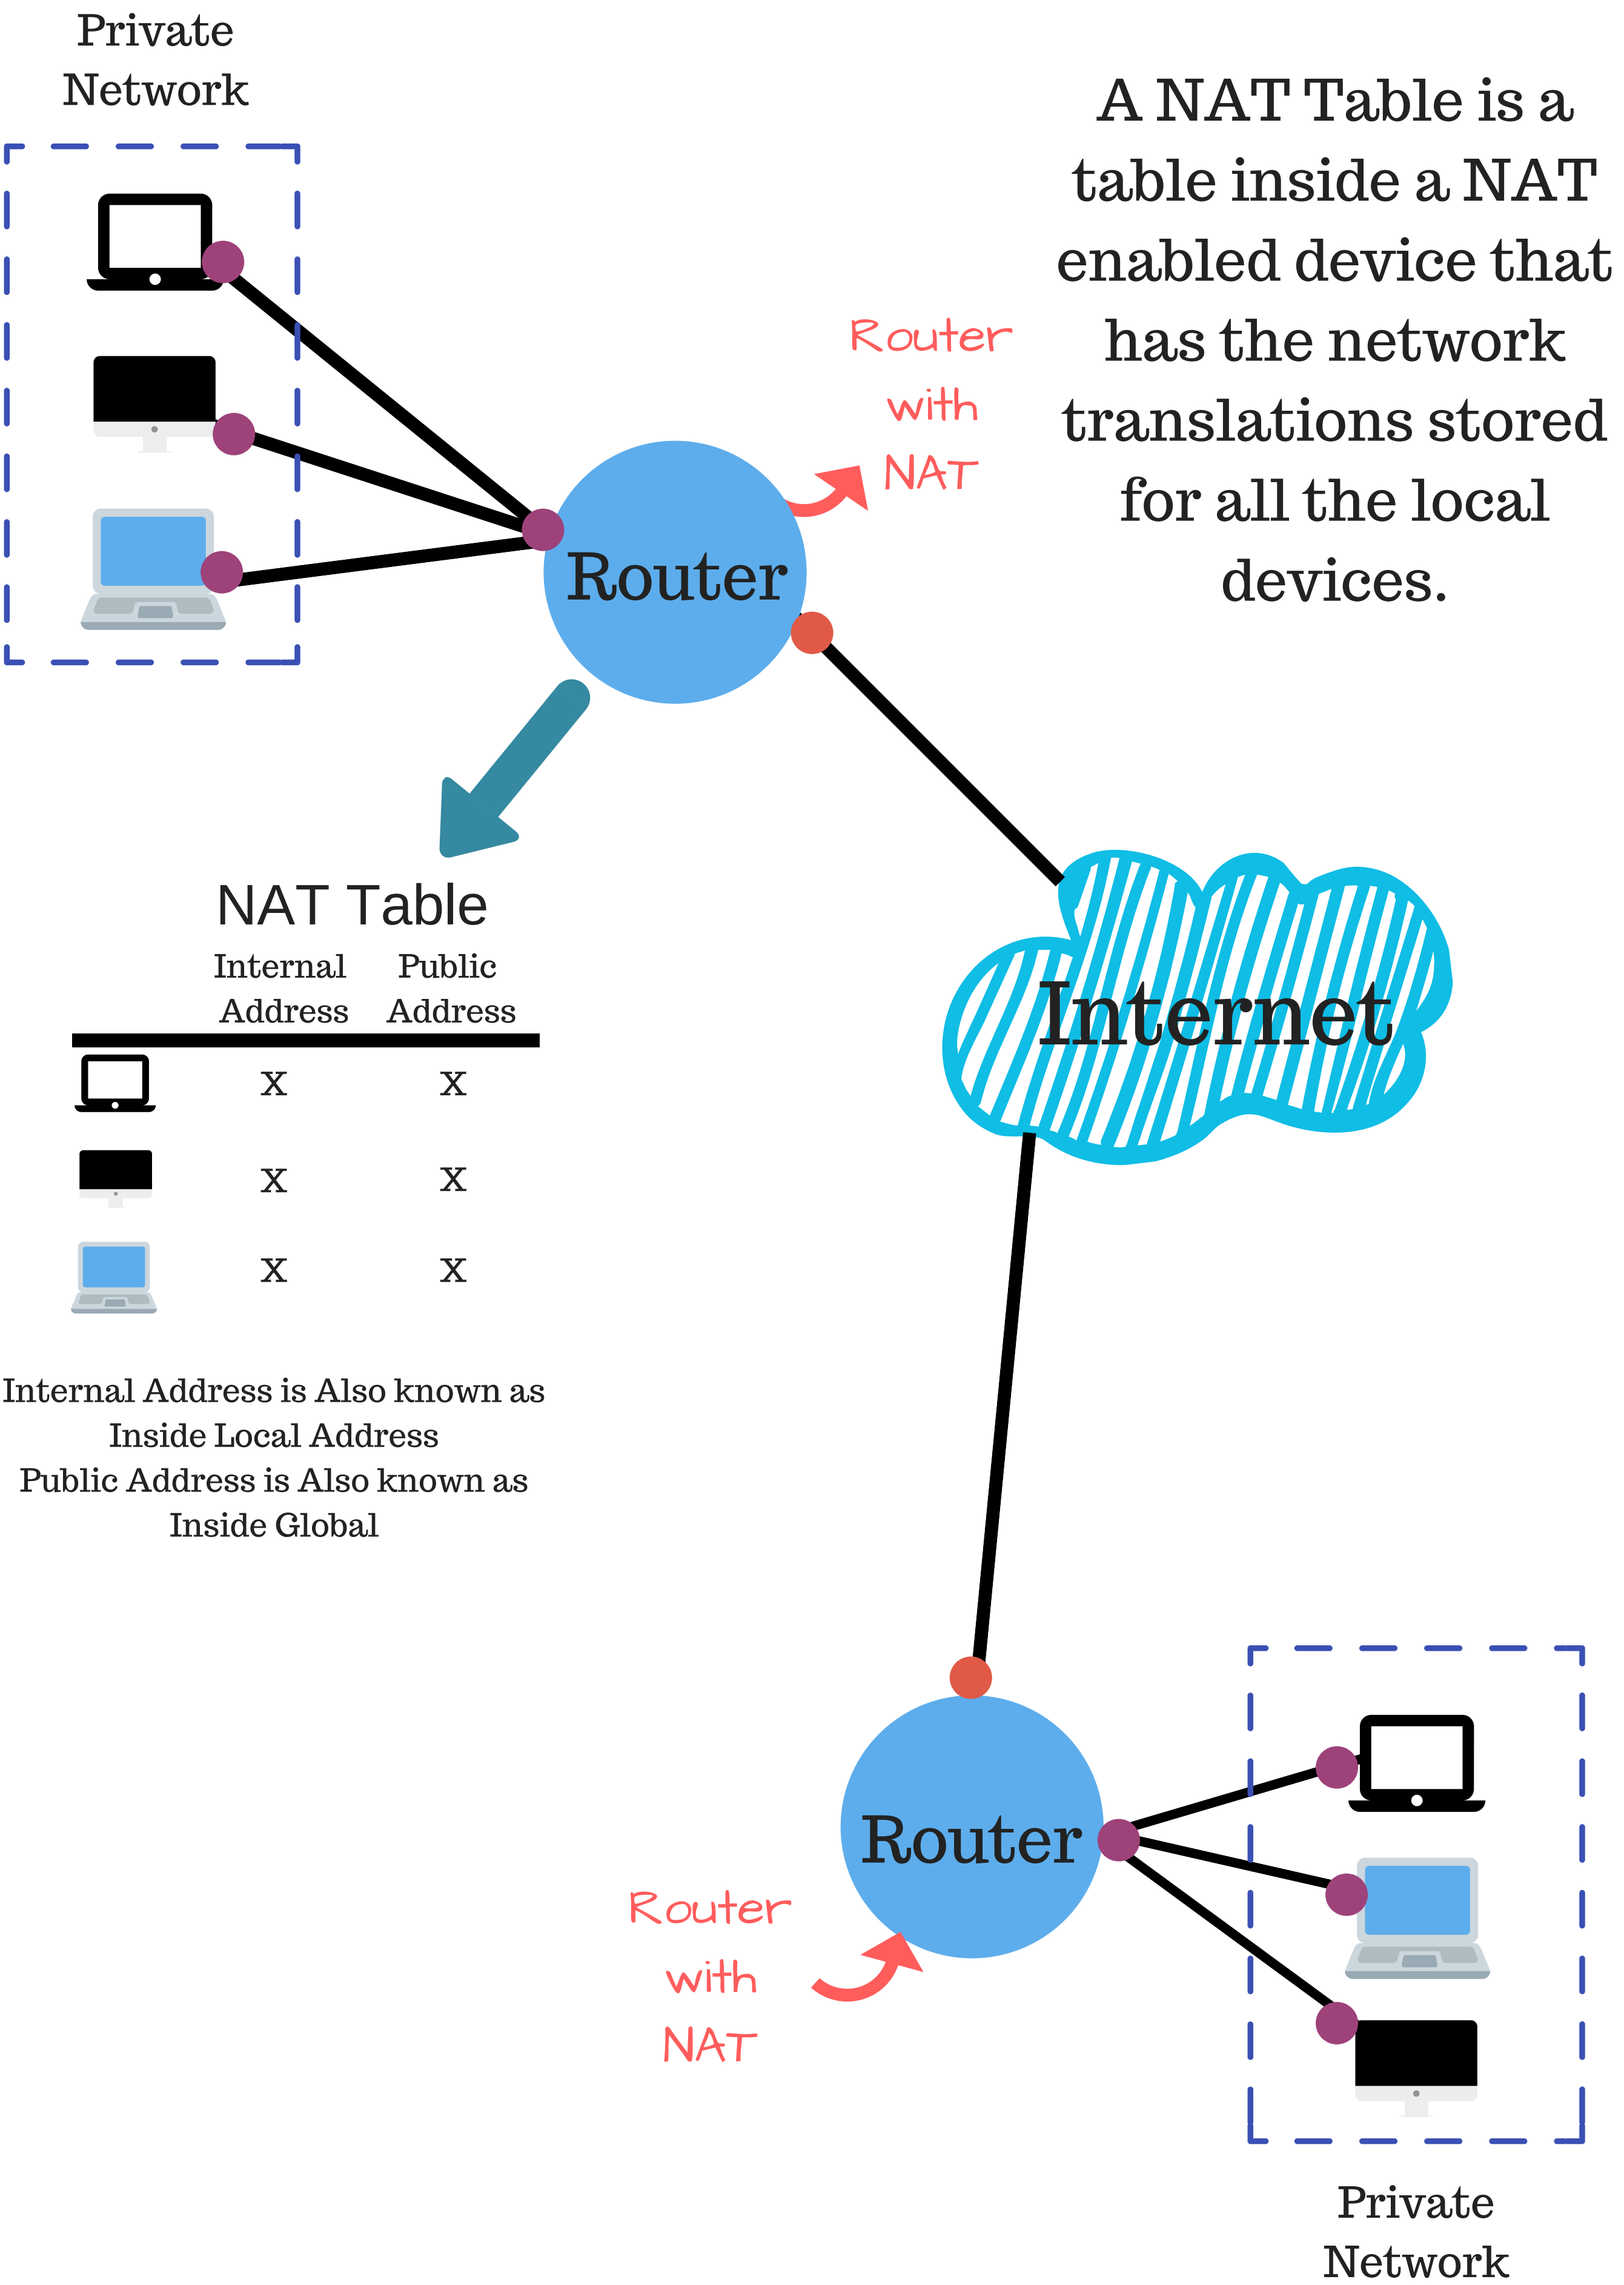 Private
Network
A NAT Table is a
table inside a NAT
enabled device that
has the network
translations stored
for all the local
devices.
Router
with
NAT
Router
NAT Table
Internal
Address
Public
Address
x x
x x
x x
Internet
Internal Address is Also known as
Inside Local Address
Public Address is Also known as
Inside Global
Router
Router
with
NAT
Private
Network